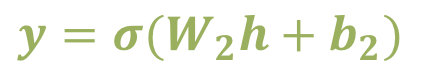 y = σ(W₂h + b₂)